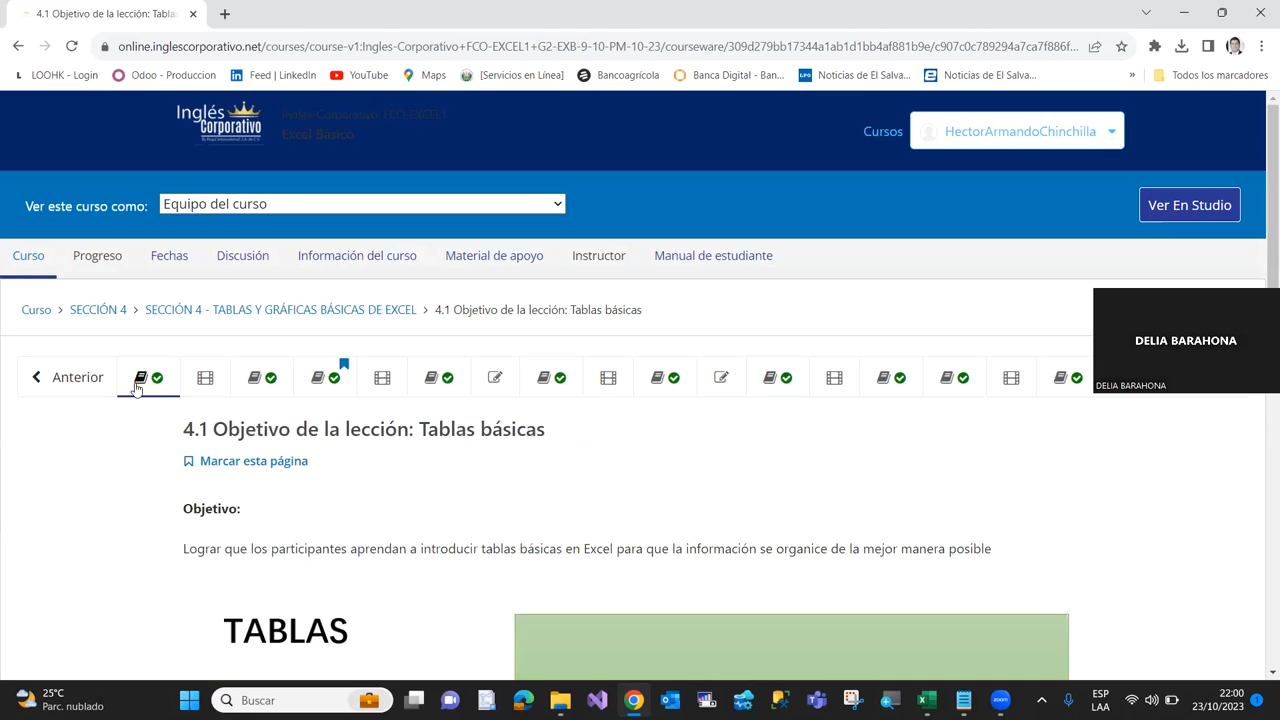 4.1 Objetivo de la lección: Tabla
online.inglescorporativo.net/courses/course-v1:Ingles-Corporativo+FCO-EXCEL1+G2-EXB-9-10-PM-10-23/courseware/309d279bb17344a1ab1d1bb4af881b9e/c907c0c789294a7ca7f886f...
LOOHK - Login
Odoo - Produccion
Feed | LinkedIn
YouTube
Maps
[Servicios en Línea]
Bancoagrícola
Banca Digital - Ban...
Noticias de El Salva...
Noticias de El Salva...
»
Todos los marcadores
Inglés
Corporativo
Ingles-Corporativo: FCO-EXCEL1
Excel Básico
Cursos
HectorArmandoChinchilla
Ver este curso como:
Equipo del curso
Ver En Studio
Curso
Progreso
Fechas
Discusión
Información del curso
Material de apoyo
Instructor
Manual de estudiante
Curso > SECCIÓN 4 > SECCIÓN 4 - TABLAS Y GRÁFICAS BÁSICAS DE EXCEL > 4.1 Objetivo de la lección: Tablas básicas
DELIA BARAHONA
DELIA BARAHONA
Anterior
4.1 Objetivo de la lección: Tablas básicas
Marcar esta página
Objetivo:
Lograr que los participantes aprendan a introducir tablas básicas en Excel para que la información se organice de la mejor manera posible
TABLAS
25°C
Parc. nublado
Buscar
ESP
LAA
22:00
23/10/2023